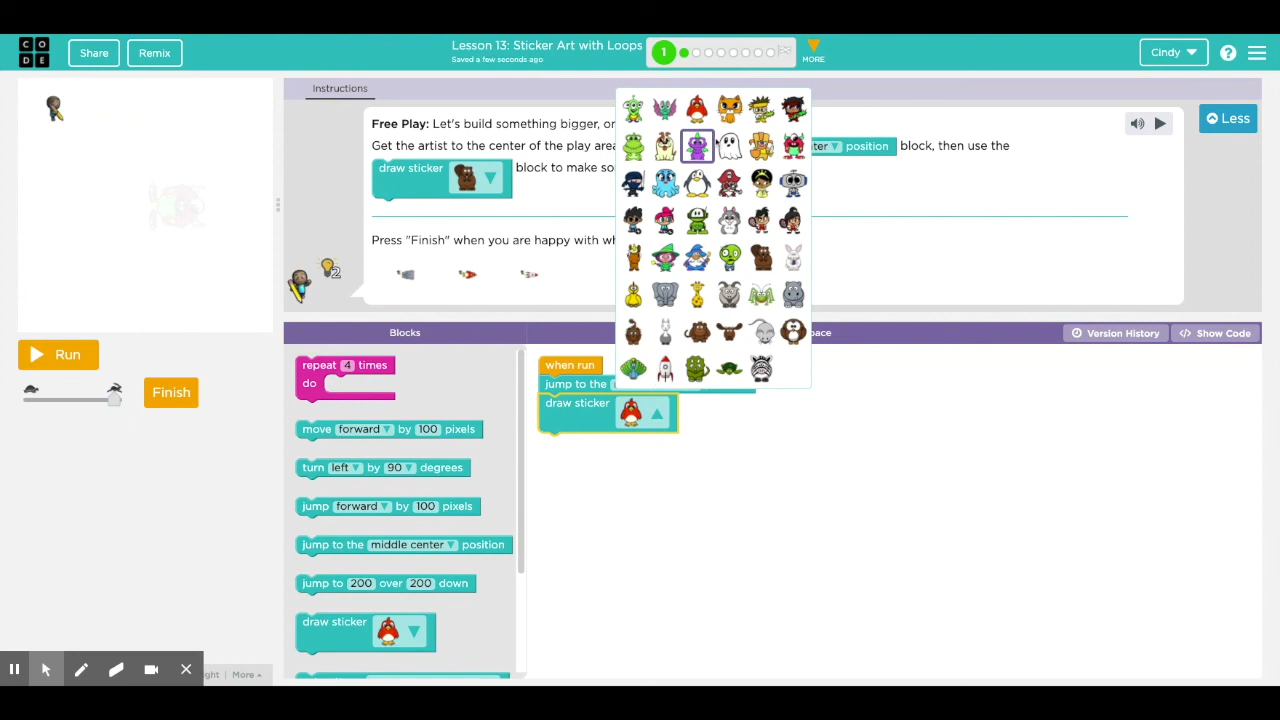 C O
D E
Share
Remix
Lesson 13: Sticker Art with Loops
Saved a few seconds ago
1
MORE
Cindy
?
Instructions
Less
Free Play: Let's build something bigger, or
Get the artist to the center of the play area
ter position block, then use the
draw sticker block to make so
Press "Finish" when you are happy with wh
2
Blocks
pace
Version History
Show Code
Run
Finish
repeat 4 times
do
move forward by 100 pixels
turn left by 90 degrees
jump forward by 100 pixels
jump to the middle center position
jump to 200 over 200 down
draw sticker
when run
jump to the
draw sticker
ght
More